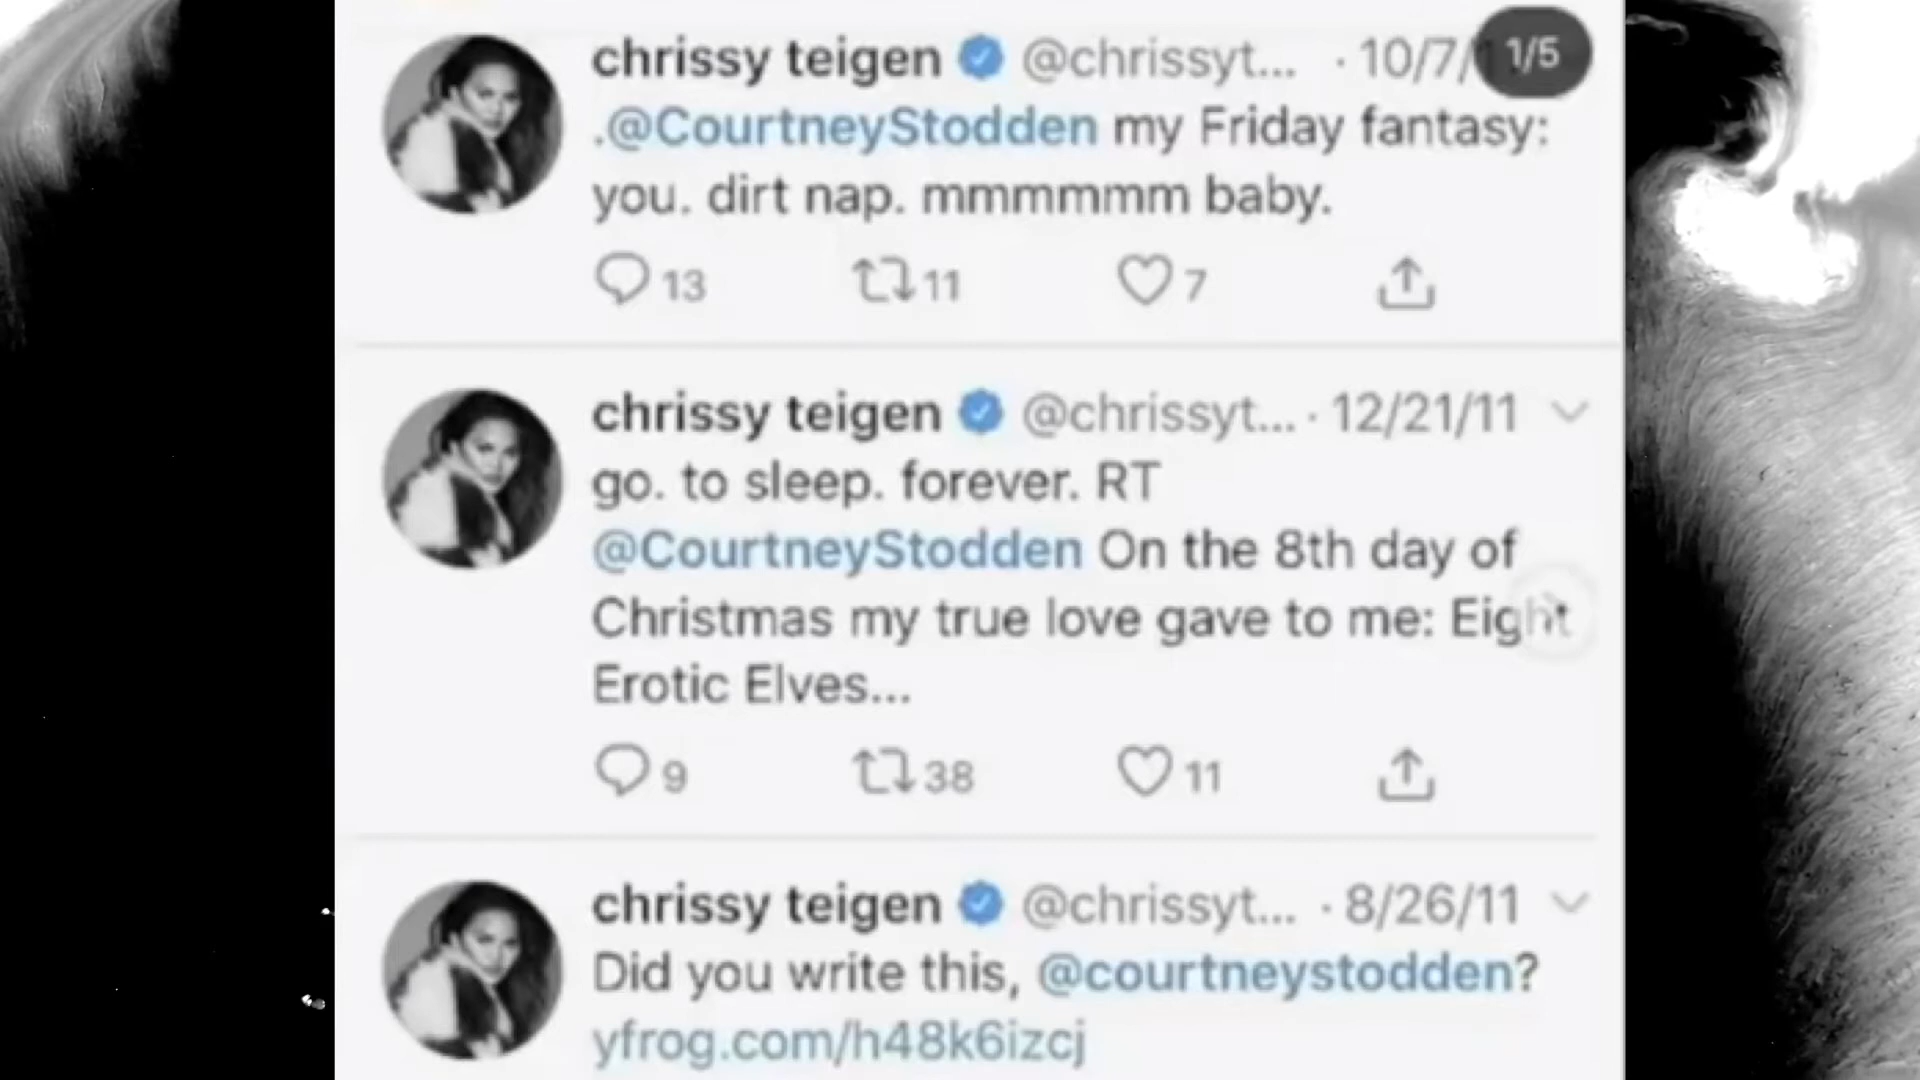 chrissy teigen @chrissyt... · 10/7/
1/5
.@CourtneyStodden my Friday fantasy:
you. dirt nap. mmmmmm baby.
13 11 7
chrissy teigen @chrissyt... · 12/21/11
go. to sleep. forever. RT
@CourtneyStodden On the 8th day of
Christmas my true love gave to me: Eight
Erotic Elves...
9 38 11
chrissy teigen @chrissyt... · 8/26/11
Did you write this, @courtneystodden?
yfrog.com/h48k6izcj